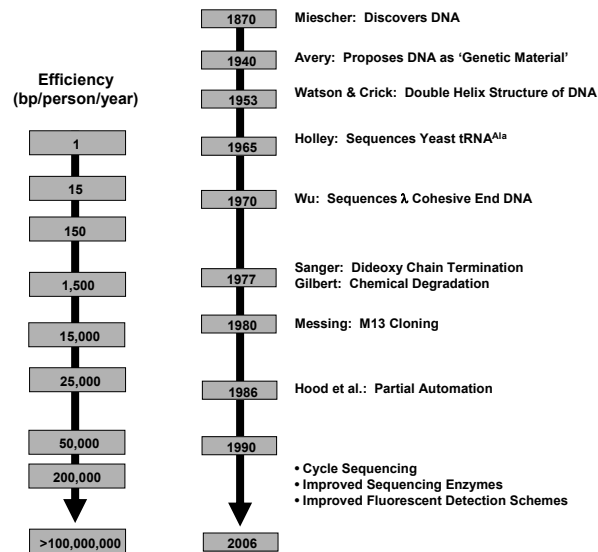 Efficiency
(bp/person/year)
1
15
150
1,500
15,000
25,000
50,000
200,000
>100,000,000
1870
Miescher: Discovers DNA
1940
Avery: Proposes DNA as ‘Genetic Material’
1953
Watson & Crick: Double Helix Structure of DNA
1965
Holley: Sequences Yeast tRNAᴬˡᵃ
1970
Wu: Sequences λ Cohesive End DNA
1977
Sanger: Dideoxy Chain Termination
Gilbert: Chemical Degradation
1980
Messing: M13 Cloning
1986
Hood et al.: Partial Automation
1990
• Cycle Sequencing
• Improved Sequencing Enzymes
• Improved Fluorescent Detection Schemes
2006